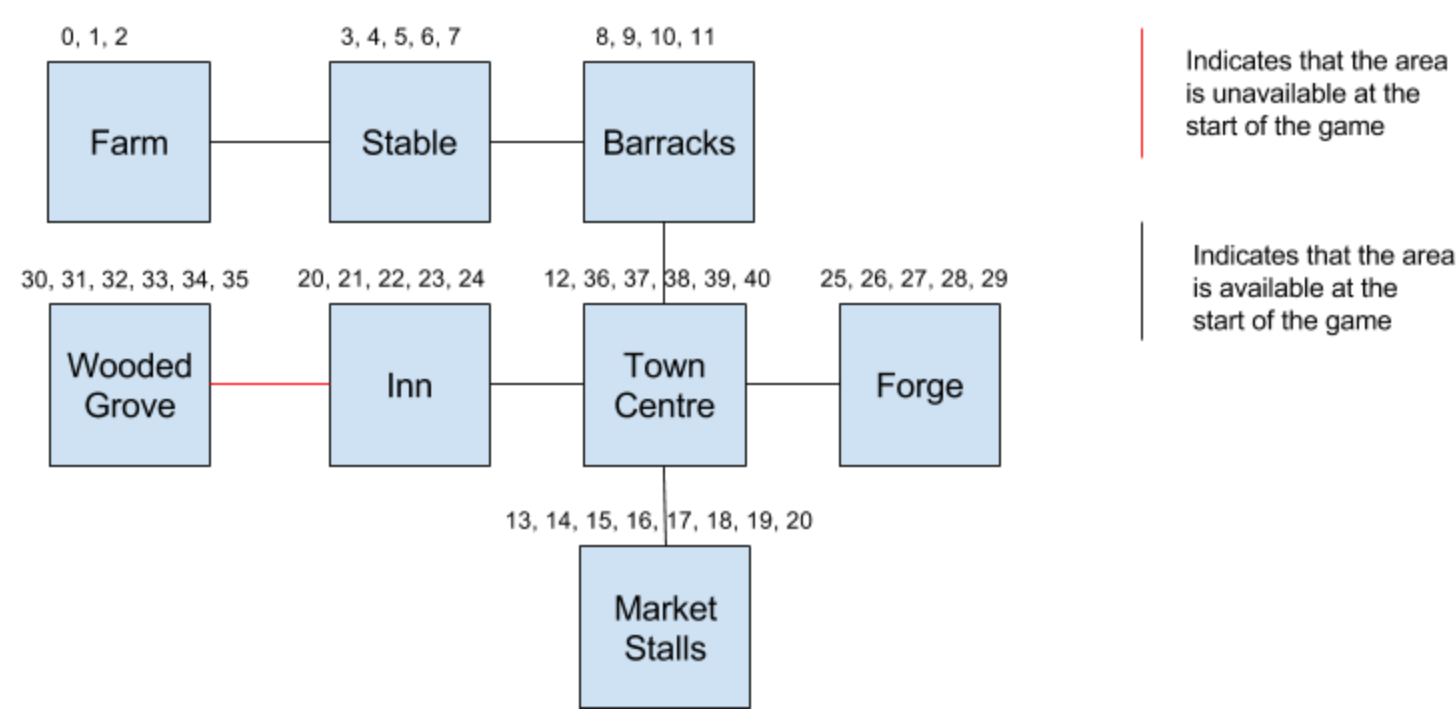 0, 1, 2
3, 4, 5, 6, 7
8, 9, 10, 11
Farm
Stable
Barracks
Indicates that the area
is unavailable at the
start of the game
30, 31, 32, 33, 34, 35
20, 21, 22, 23, 24
12, 36, 37, 38, 39, 40
25, 26, 27, 28, 29
Wooded
Grove
Inn
Town
Centre
Forge
Indicates that the area
is available at the
start of the game
13, 14, 15, 16, 17, 18, 19, 20
Market
Stalls